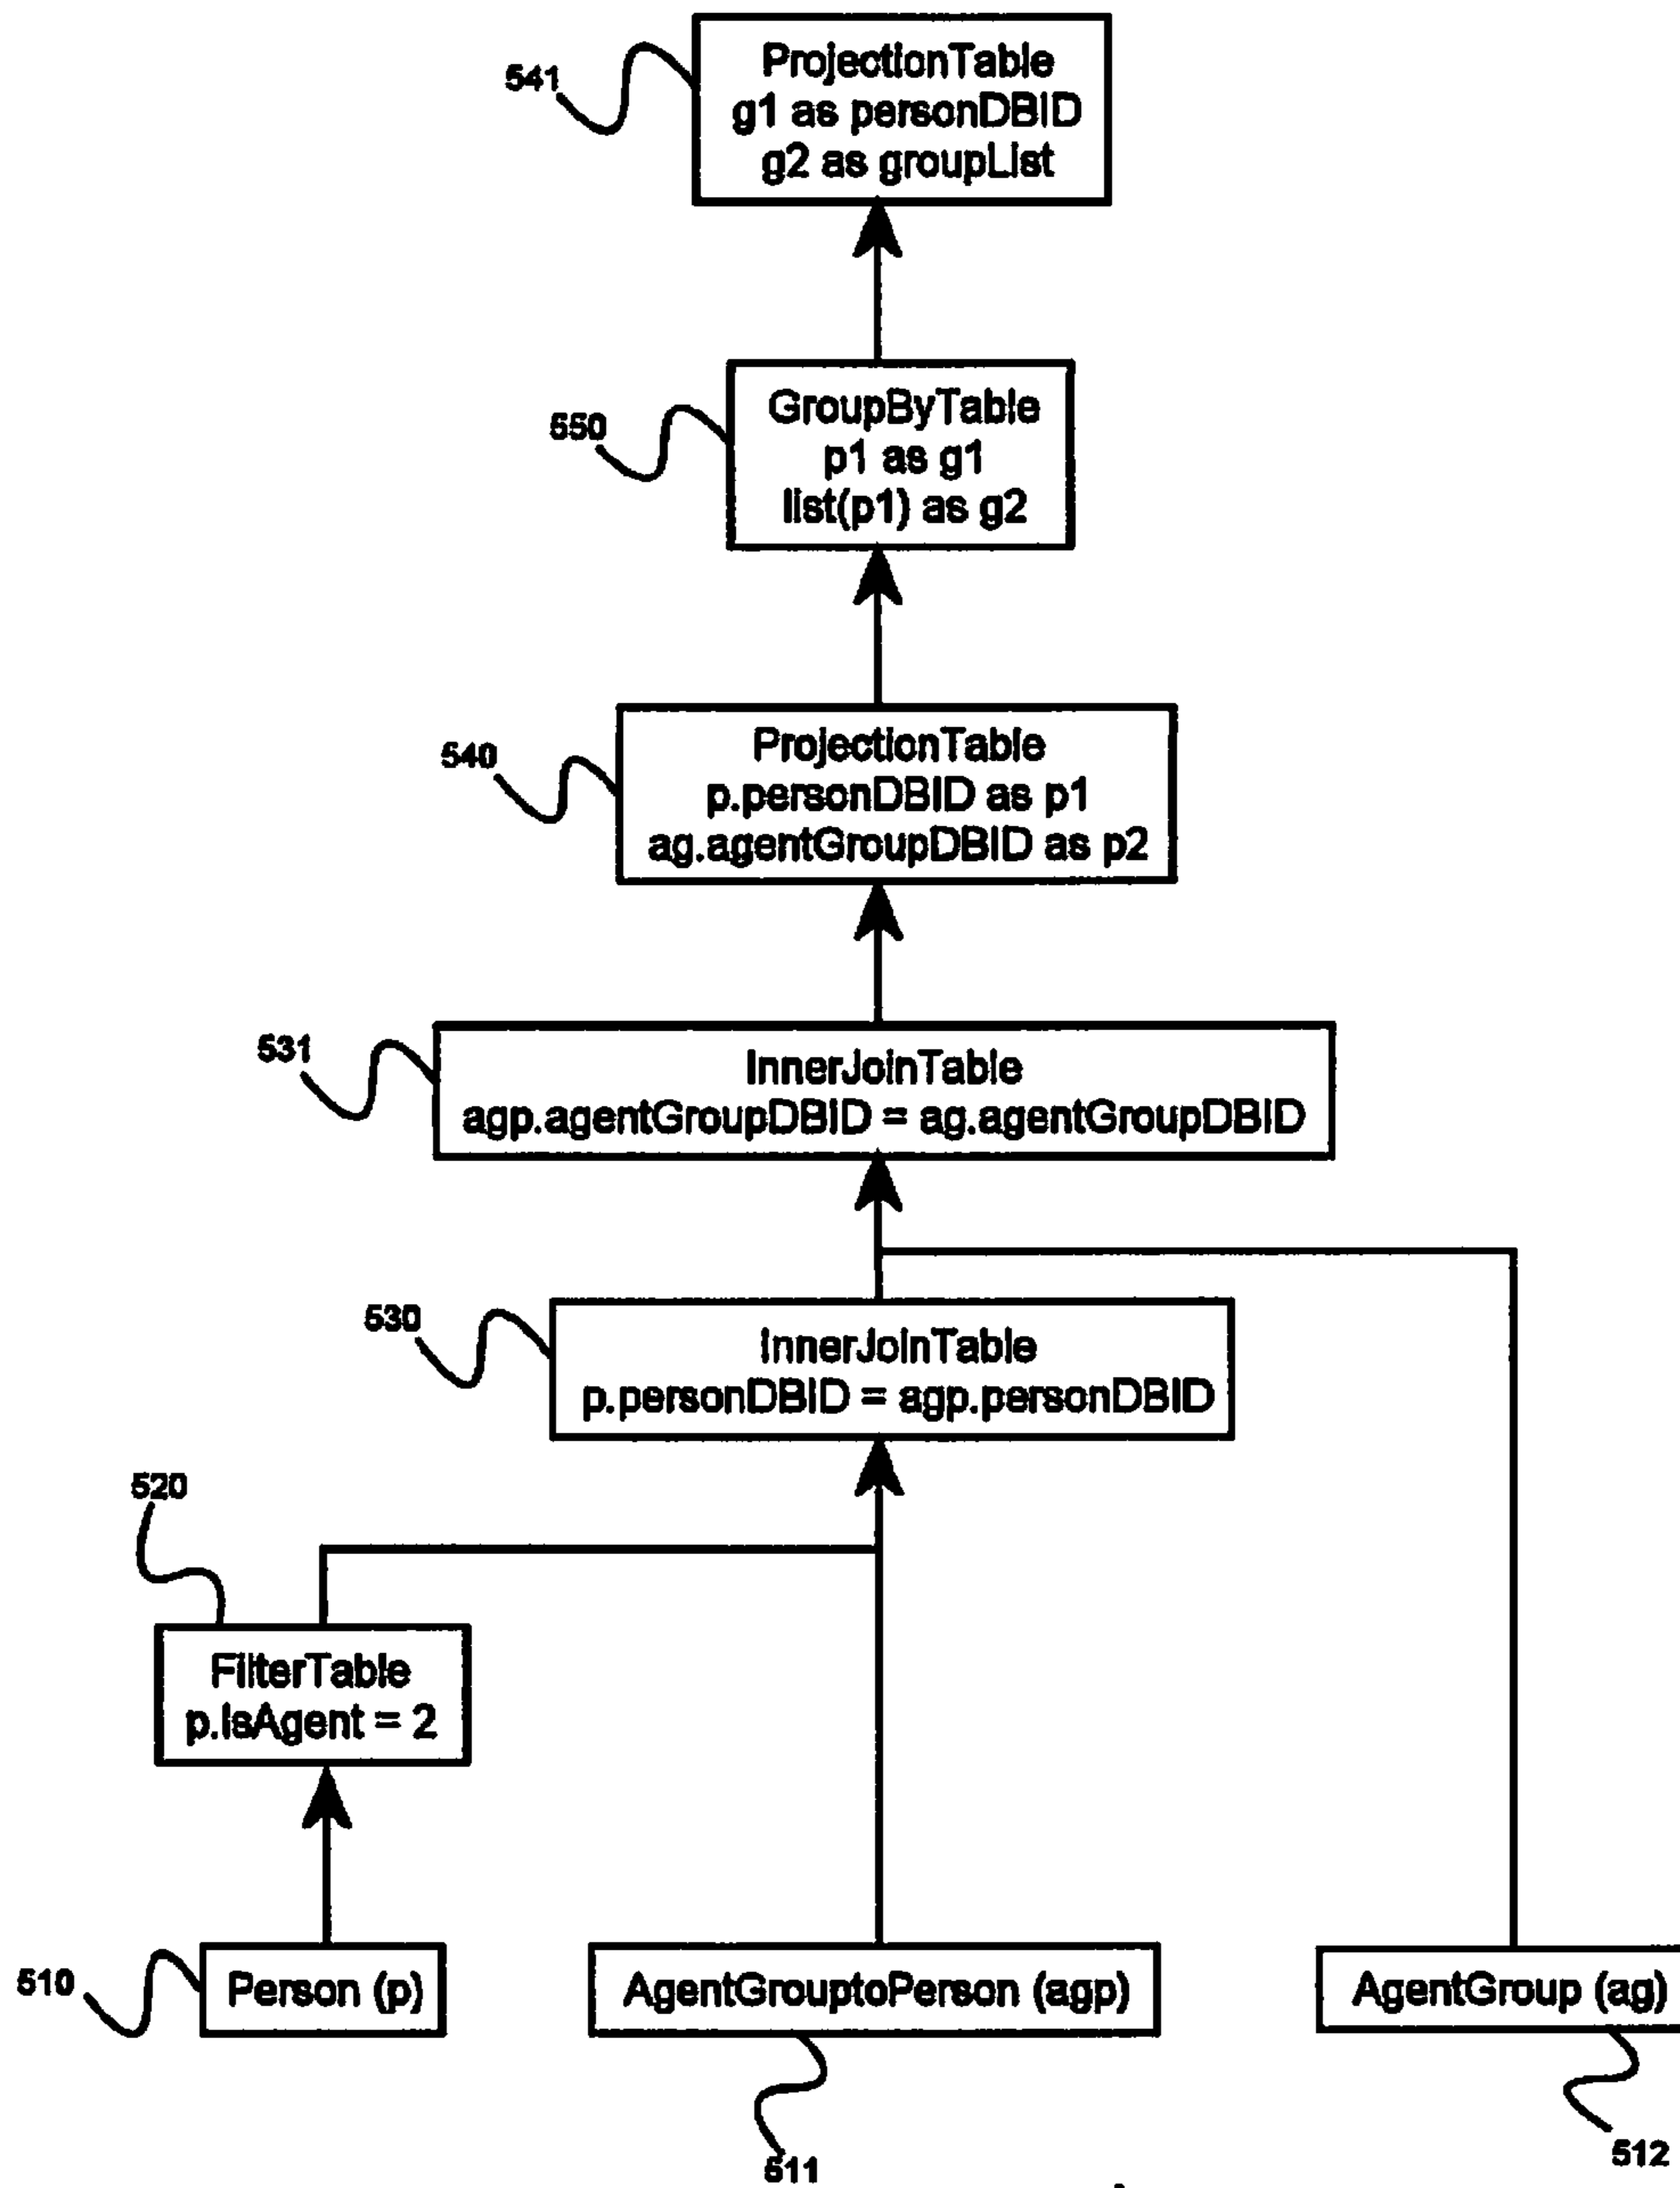 541
ProjectionTable
g1 as personDBID
g2 as groupList
550
GroupByTable
p1 as g1
list(p1) as g2
540
ProjectionTable
p.personDBID as p1
ag.agentGroupDBID as p2
531
InnerJoinTable
agp.agentGroupDBID = ag.agentGroupDBID
530
InnerJoinTable
p.personDBID = agp.personDBID
520
FilterTable
p.IsAgent = 2
510
Person (p)
AgentGrouptoPerson (agp)
AgentGroup (ag)
511
512